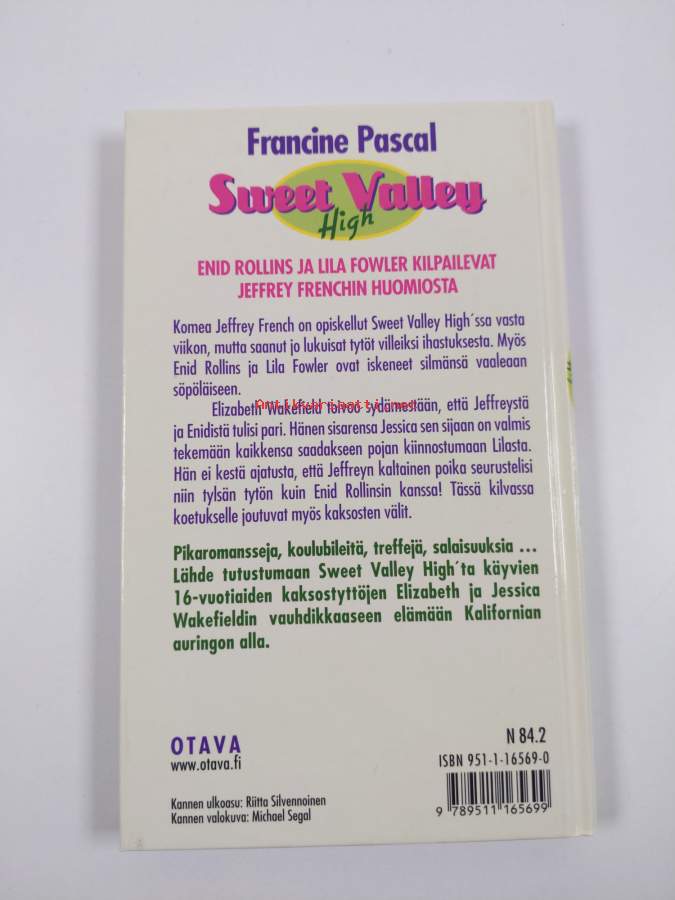 Francine Pascal
Sweet Valley
High
ENID ROLLINS JA LILA FOWLER KILPAILEVAT
JEFFREY FRENCHIN HUOMIOSTA
Komea Jeffrey French on opiskellut Sweet Valley High´ssa vasta
viikon, mutta saanut jo lukuisat tytöt villeiksi ihastuksesta. Myös
Enid Rollins ja Lila Fowler ovat iskeneet silmänsä vaaleaan
söpöläiseen.
Elizabeth Wakefield toivoo sydämestään, että Jeffreystä
ja Enidistä tulisi pari. Hänen sisarensa Jessica sen sijaan on valmis
tekemään kaikkensa saadakseen pojan kiinnostumaan Lilasta.
Hän ei kestä ajatusta, että Jeffreyn kaltainen poika seurustelisi
niin tylsän tytön kuin Enid Rollinsin kanssa! Tässä kilvassa
koetukselle joutuvat myös kaksosten välit.
Pikaromansseja, koulubileitä, treffejä, salaisuuksia ...
Lähde tutustumaan Sweet Valley High´ta käyvien
16-vuotiaiden kaksostyttöjen Elizabeth ja Jessica
Wakefieldin vauhdikkaaseen elämään Kalifornian
auringon alla.
OTAVA
www.otava.fi
Kannen ulkoasu: Riitta Silvennoinen
Kannen valokuva: Michael Segal
N 84.2
ISBN 951-1-16569-0
9 789511 165699